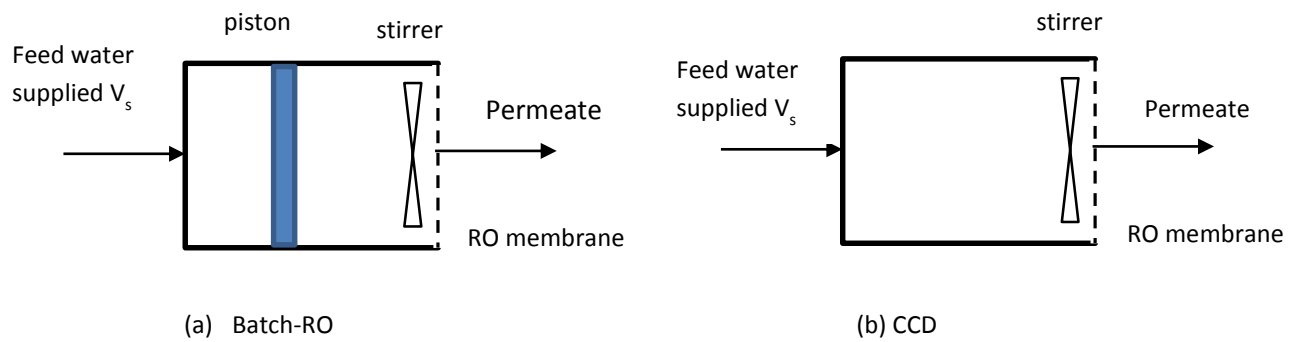 piston
stirrer
Feed water
supplied Vs
Permeate
RO membrane
(a) Batch-RO
stirrer
Feed water
supplied Vs
Permeate
RO membrane
(b) CCD